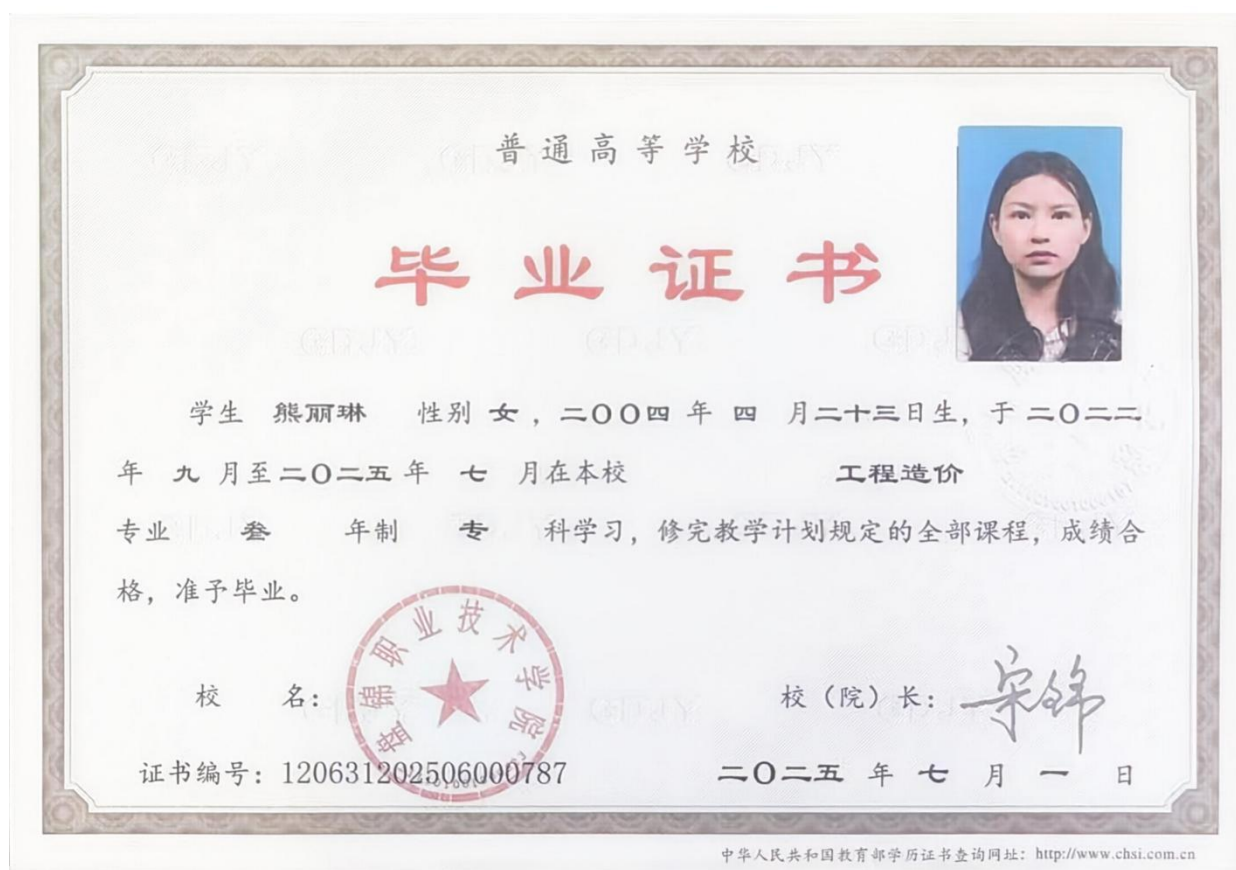 普通高等学校
毕业证书
学生 熊丽琳 性别 女，二〇〇四 年 四 月二十三日生，于 二〇二二
年 九 月至二〇二五 年 七 月在本校 工程造价
专业 叁 年制 专 科学习，修完教学计划规定的全部课程，成绩合
格，准予毕业。
盘锦职业技术学院
校 名：
校（院）长：宋锦
证书编号：120631202506000787
二〇二五 年 七 月 一 日
中华人民共和国教育部学历证书查询网址：http://www.chsi.com.cn